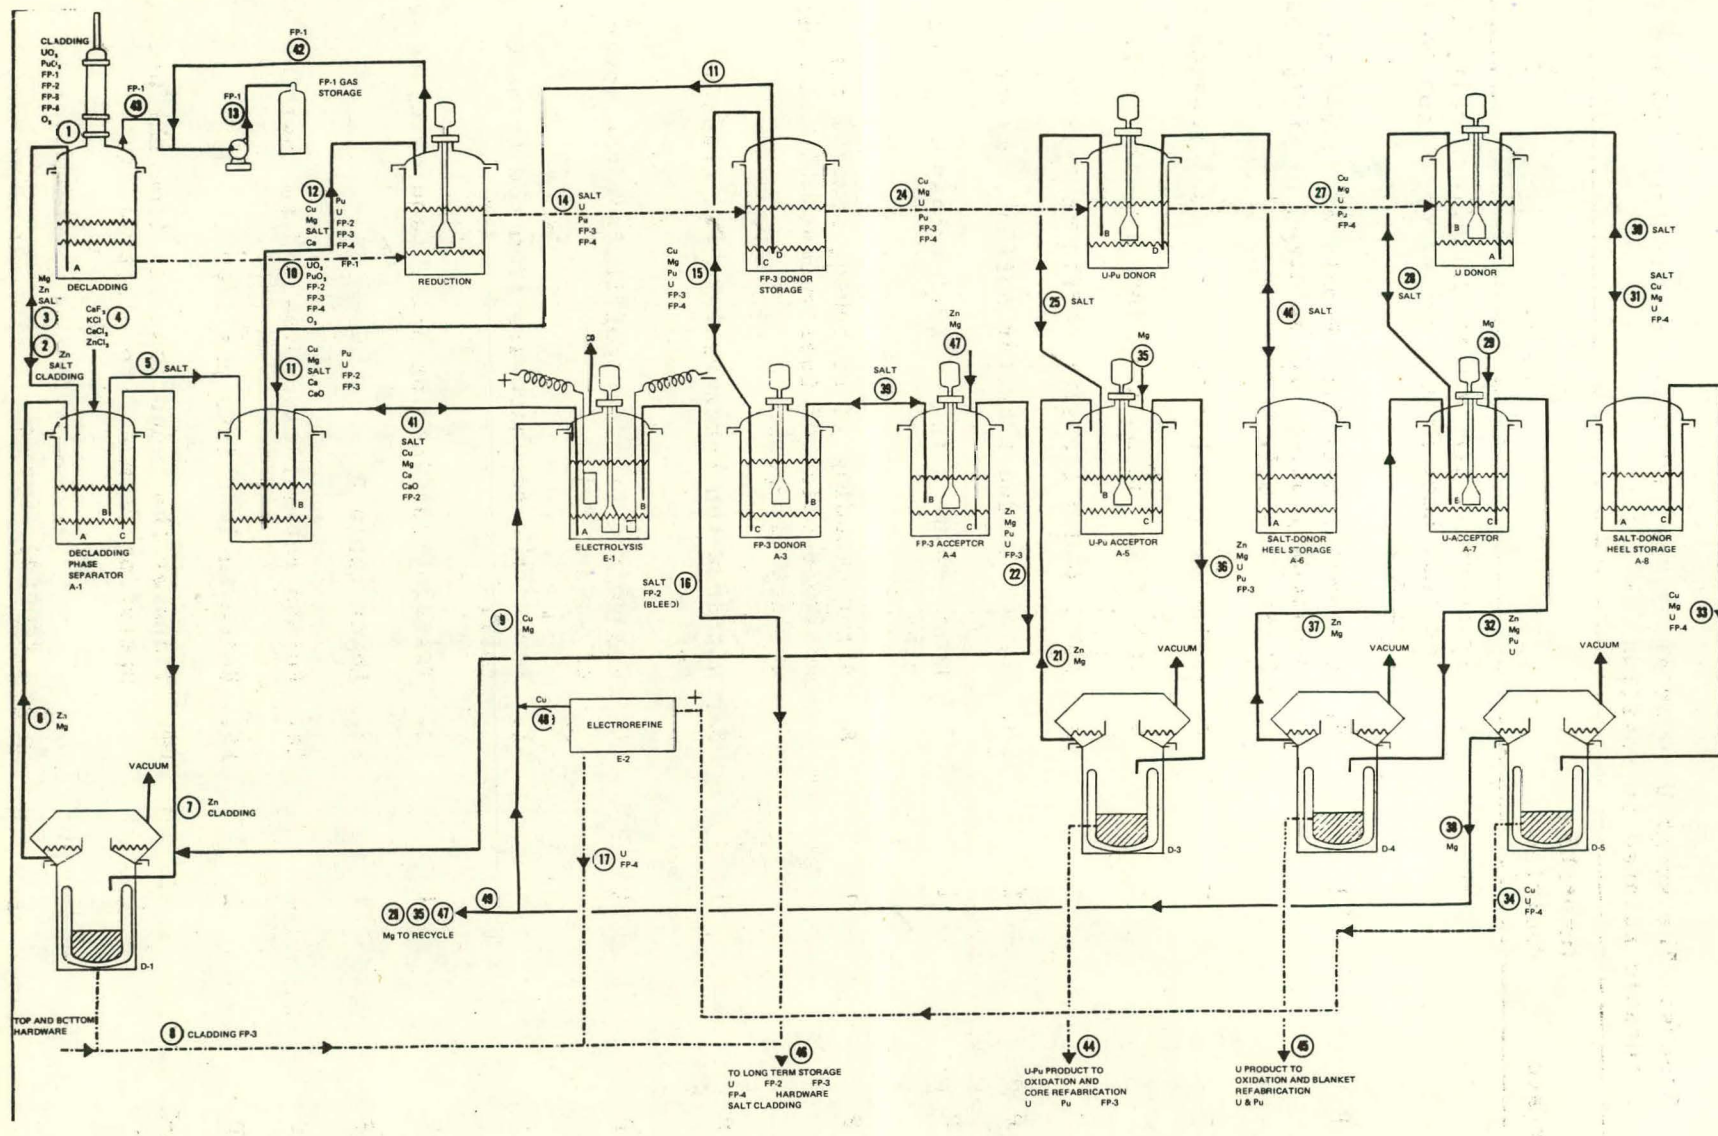 CLADDING
UO₂
PuO₂
FP-1
FP-2
FP-3
FP-4
O₂
1
FP-1
43
FP-1
42
FP-1
13
FP-1 GAS
STORAGE
A
DECLADDING
Mg
Zn
SALT
3
2
Zn
SALT
CLADDING
CaF₂
KCl
CaCl₂
ZnCl₂
4
5
SALT
12
Cu
Mg
SALT
Ca
Pu
U
FP-2
FP-3
FP-4
10
UO₂
PuO₂
FP-2
FP-3
FP-4
O₂
FP-1
REDUCTION
11
Cu
Mg
SALT
Ca
CaO
Pu
U
FP-2
FP-3
14
SALT
U
Pu
FP-3
FP-4
11
15
Cu
Mg
Pu
U
FP-3
FP-4
C
D
FP-3 DONOR
STORAGE
24
Cu
Mg
U
Pu
FP-3
FP-4
B
D
U-Pu DONOR
27
Cu
Mg
U
Pu
FP-4
B
A
U DONOR
25
SALT
40
SALT
28
SALT
30
SALT
31
SALT
Cu
Mg
U
FP-4
A
B
C
DECLADDING
PHASE
SEPARATOR
A-1
B
41
SALT
Cu
Mg
Ca
CaO
FP-2
+
CO
−
A
B
ELECTROLYSIS
E-1
C
B
FP-3 DONOR
A-3
SALT
39
Zn
Mg
47
B
C
FP-3 ACCEPTOR
A-4
Mg
35
B
C
U-Pu ACCEPTOR
A-5
A
SALT-DONOR
HEEL STORAGE
A-6
Mg
29
E
C
U-ACCEPTOR
A-7
A
C
SALT-DONOR
HEEL STORAGE
A-8
SALT
FP-2
(BLEED)
16
9
Cu
Mg
Zn
Mg
Pu
U
FP-3
22
36
Zn
Mg
U
Pu
FP-3
37
Zn
Mg
32
Zn
Mg
Pu
U
Cu
Mg
U
FP-4
33
21
Zn
Mg
VACUUM
VACUUM
VACUUM
6
Zn
Mg
VACUUM
7
Zn
CLADDING
Cu
48
ELECTROREFINE
+
E-2
17
U
FP-4
D-3
D-4
D-5
38
Mg
34
Cu
U
FP-4
28
35
47
49
Mg TO RECYCLE
D-1
TOP AND BOTTOM
HARDWARE
8
CLADDING FP-3
46
TO LONG TERM STORAGE
U FP-2 FP-3
FP-4 HARDWARE
SALT CLADDING
44
U-Pu PRODUCT TO
OXIDATION AND
CORE REFABRICATION
U Pu FP-3
45
U PRODUCT TO
OXIDATION AND BLANKET
REFABRICATION
U & Pu